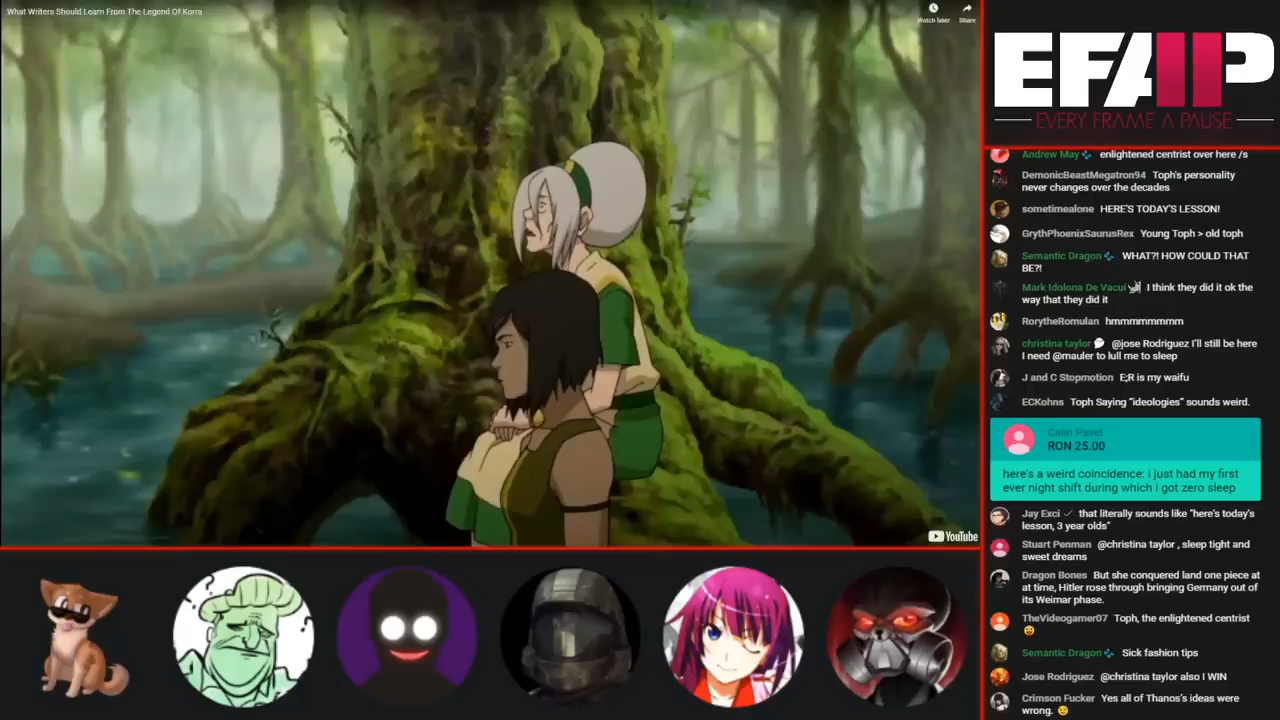 What Writers Should Learn From The Legend Of Korra
Watch later
Share
YouTube
EFAP
EVERY FRAME A PAUSE
Andrew May enlightened centrist over here /s
DemonicBeastMegatron94 Toph's personality
never changes over the decades
sometimealone HERE'S TODAY'S LESSON!
GrythPhoenixSaurusRex Young Toph > old toph
Semantic Dragon WHAT?! HOW COULD THAT
BE?!
Mark Idolona De Vacui I think they did it ok the
way that they did it
RorytheRomulan hmmmmmmmm
christina taylor @jose Rodriguez I'll still be here
I need @mauler to lull me to sleep
J and C Stopmotion E;R is my waifu
ECKohns Toph Saying "ideologies" sounds weird.
Calin Pavel
RON 25.00
here's a weird coincidence: i just had my first
ever night shift during which i got zero sleep
Jay Exci ✓ that literally sounds like "here's today's
lesson, 3 year olds"
Stuart Penman @christina taylor , sleep tight and
sweet dreams
Dragon Bones But she conquered land one piece at
at time, Hitler rose through bringing Germany out of
its Weimar phase.
TheVideogamer07 Toph, the enlightened centrist
😀
Semantic Dragon Sick fashion tips
Jose Rodriguez @christina taylor also I WIN
Crimson Fucker Yes all of Thanos's ideas were
wrong. 😉